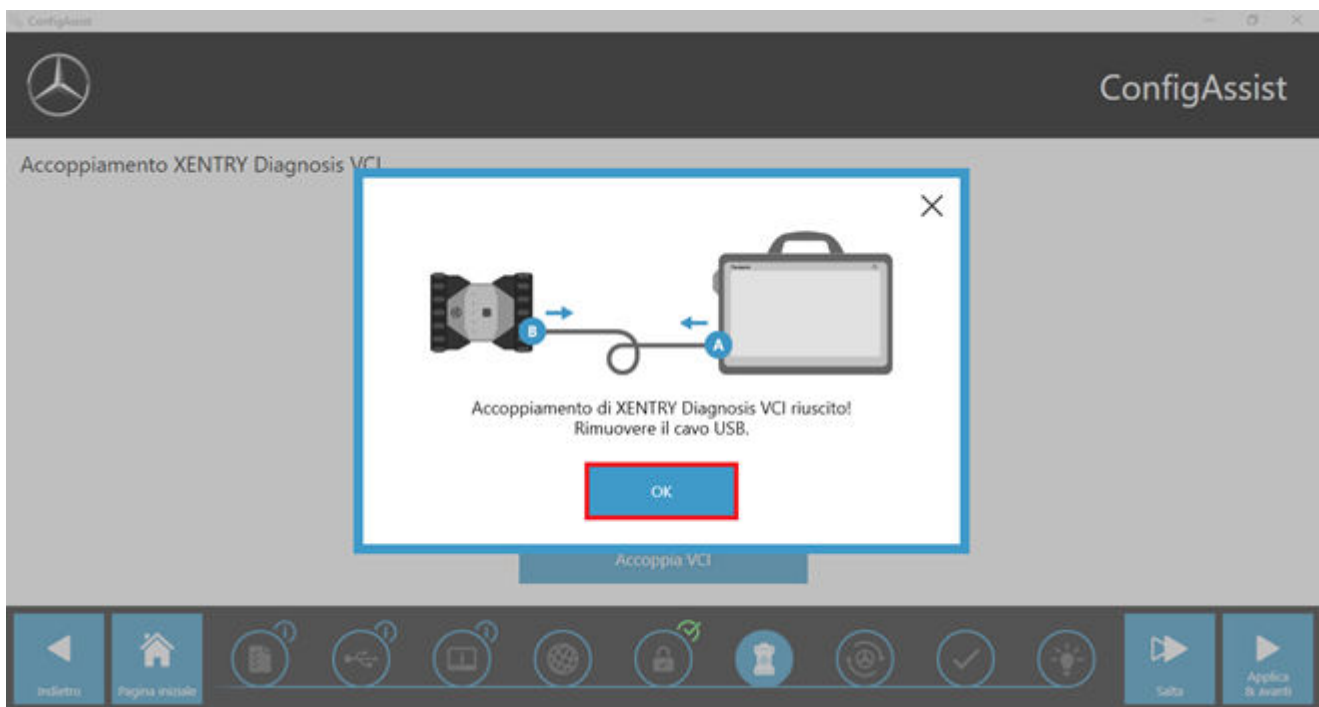 ConfigAssist
ConfigAssist
Accoppiamento XENTRY Diagnosis VCI
B
A
Accoppiamento di XENTRY Diagnosis VCI riuscito!
Rimuovere il cavo USB.
OK
Accoppia VCI
Indietro
Pagina iniziale
Salta
Applica
& avanti